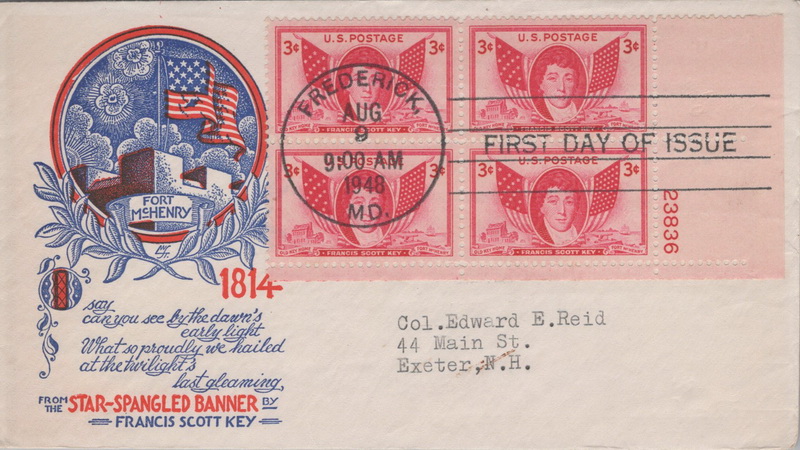 FORT
McHENRY
1814
O say
can you see by the dawn's
early light
What so proudly we hailed
at the twilight's
last gleaming,
FROM THE STAR-SPANGLED BANNER BY
FRANCIS SCOTT KEY
U.S. POSTAGE
3¢ 3¢
FRANCIS SCOTT KEY
U.S. POSTAGE
3¢ 3¢
FRANCIS SCOTT KEY
3¢ 3¢
FRANCIS SCOTT KEY
U.S. POSTAGE
3¢ 3¢
FRANCIS SCOTT KEY
FREDERICK,
AUG
9
9:00 AM
1948
MD.
FIRST DAY OF ISSUE
23836
Col. Edward E. Reid
44 Main St.
Exeter, N.H.